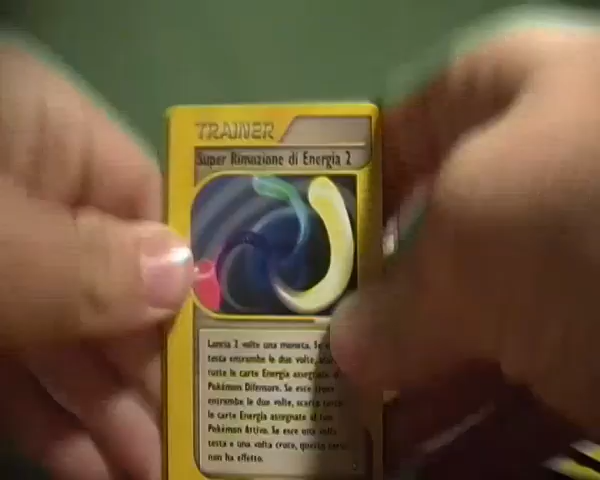 TRAINER
Super Rimozione di Energia 2
Lancia 2 volte una moneta. Se
testa entrambe le due volte,
tutte le carte Energia assegnate
Pokémon Difensore. Se esce croce
entrambe le due volte, scarta tutte
le carte Energia assegnate al tuo
Pokémon Attivo. Se esce una volta
testa e una volta croce, questa carta
non ha effetto.